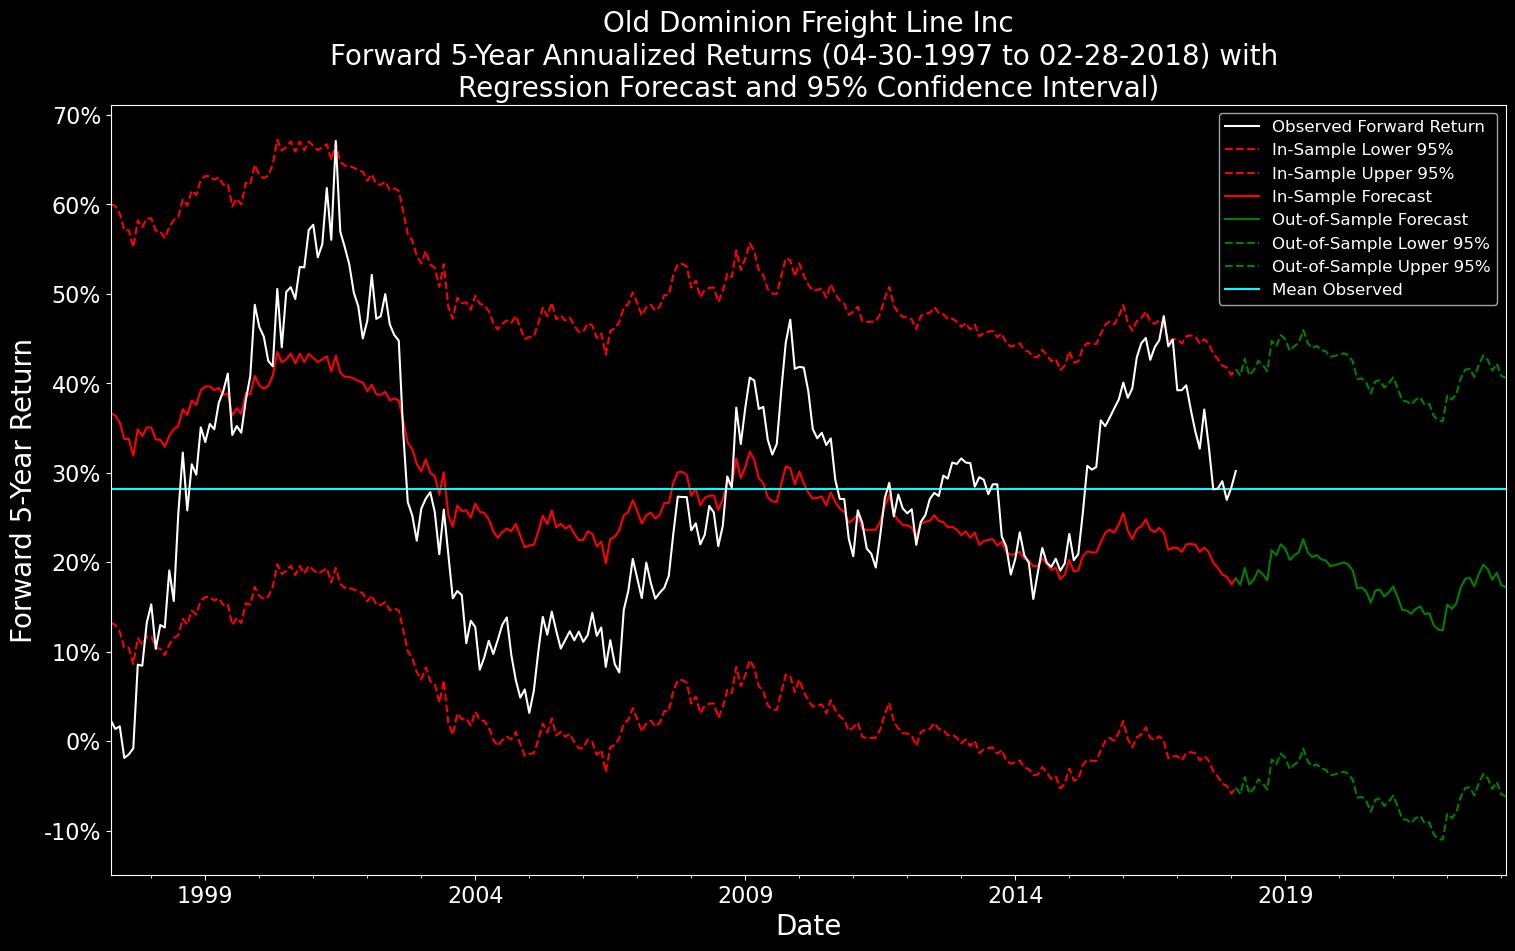 Old Dominion Freight Line Inc
Forward 5-Year Annualized Returns (04-30-1997 to 02-28-2018) with
Regression Forecast and 95% Confidence Interval)
70%
60%
50%
40%
30%
20%
10%
0%
-10%
Forward 5-Year Return
Observed Forward Return
In-Sample Lower 95%
In-Sample Upper 95%
In-Sample Forecast
Out-of-Sample Forecast
Out-of-Sample Lower 95%
Out-of-Sample Upper 95%
Mean Observed
1999
2004
2009
2014
2019
Date